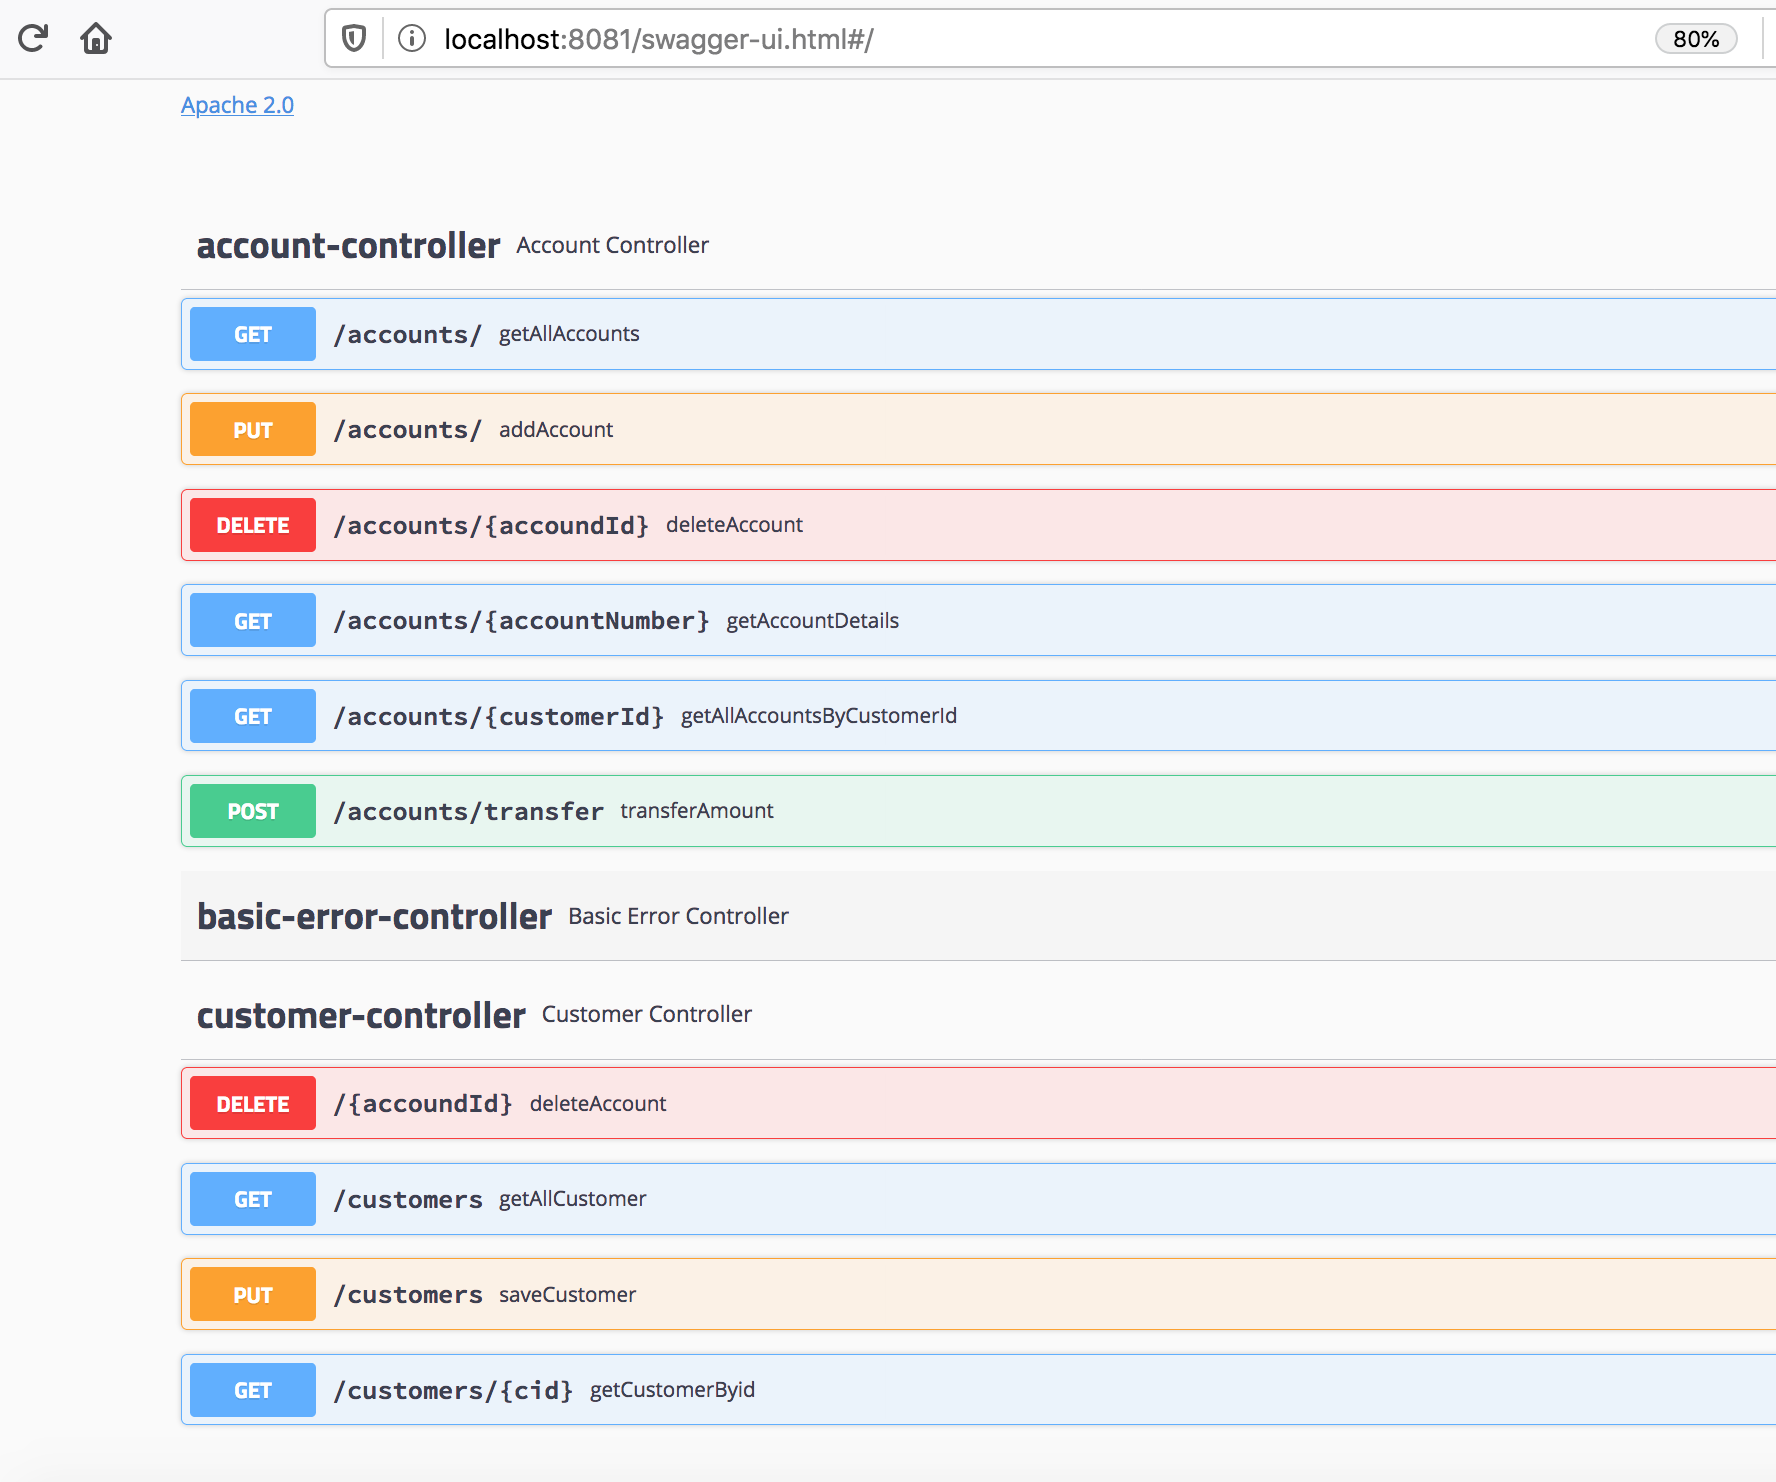 localhost:8081/swagger-ui.html#/ 80%
Apache 2.0
account-controller Account Controller
GET /accounts/ getAllAccounts
PUT /accounts/ addAccount
DELETE /accounts/{accoundId} deleteAccount
GET /accounts/{accountNumber} getAccountDetails
GET /accounts/{customerId} getAllAccountsByCustomerId
POST /accounts/transfer transferAmount
basic-error-controller Basic Error Controller
customer-controller Customer Controller
DELETE /{accoundId} deleteAccount
GET /customers getAllCustomer
PUT /customers saveCustomer
GET /customers/{cid} getCustomerByid